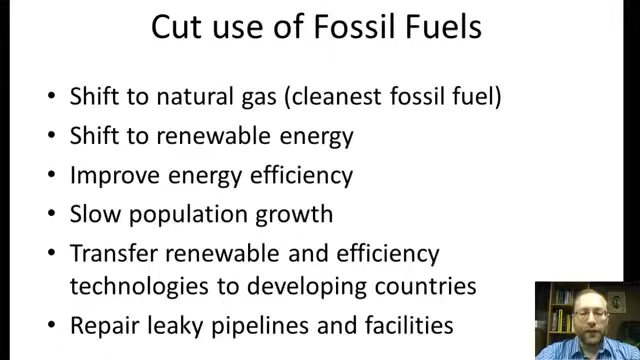 Cut use of Fossil Fuels
• Shift to natural gas (cleanest fossil fuel)
• Shift to renewable energy
• Improve energy efficiency
• Slow population growth
• Transfer renewable and efficiency
technologies to developing countries
• Repair leaky pipelines and facilities